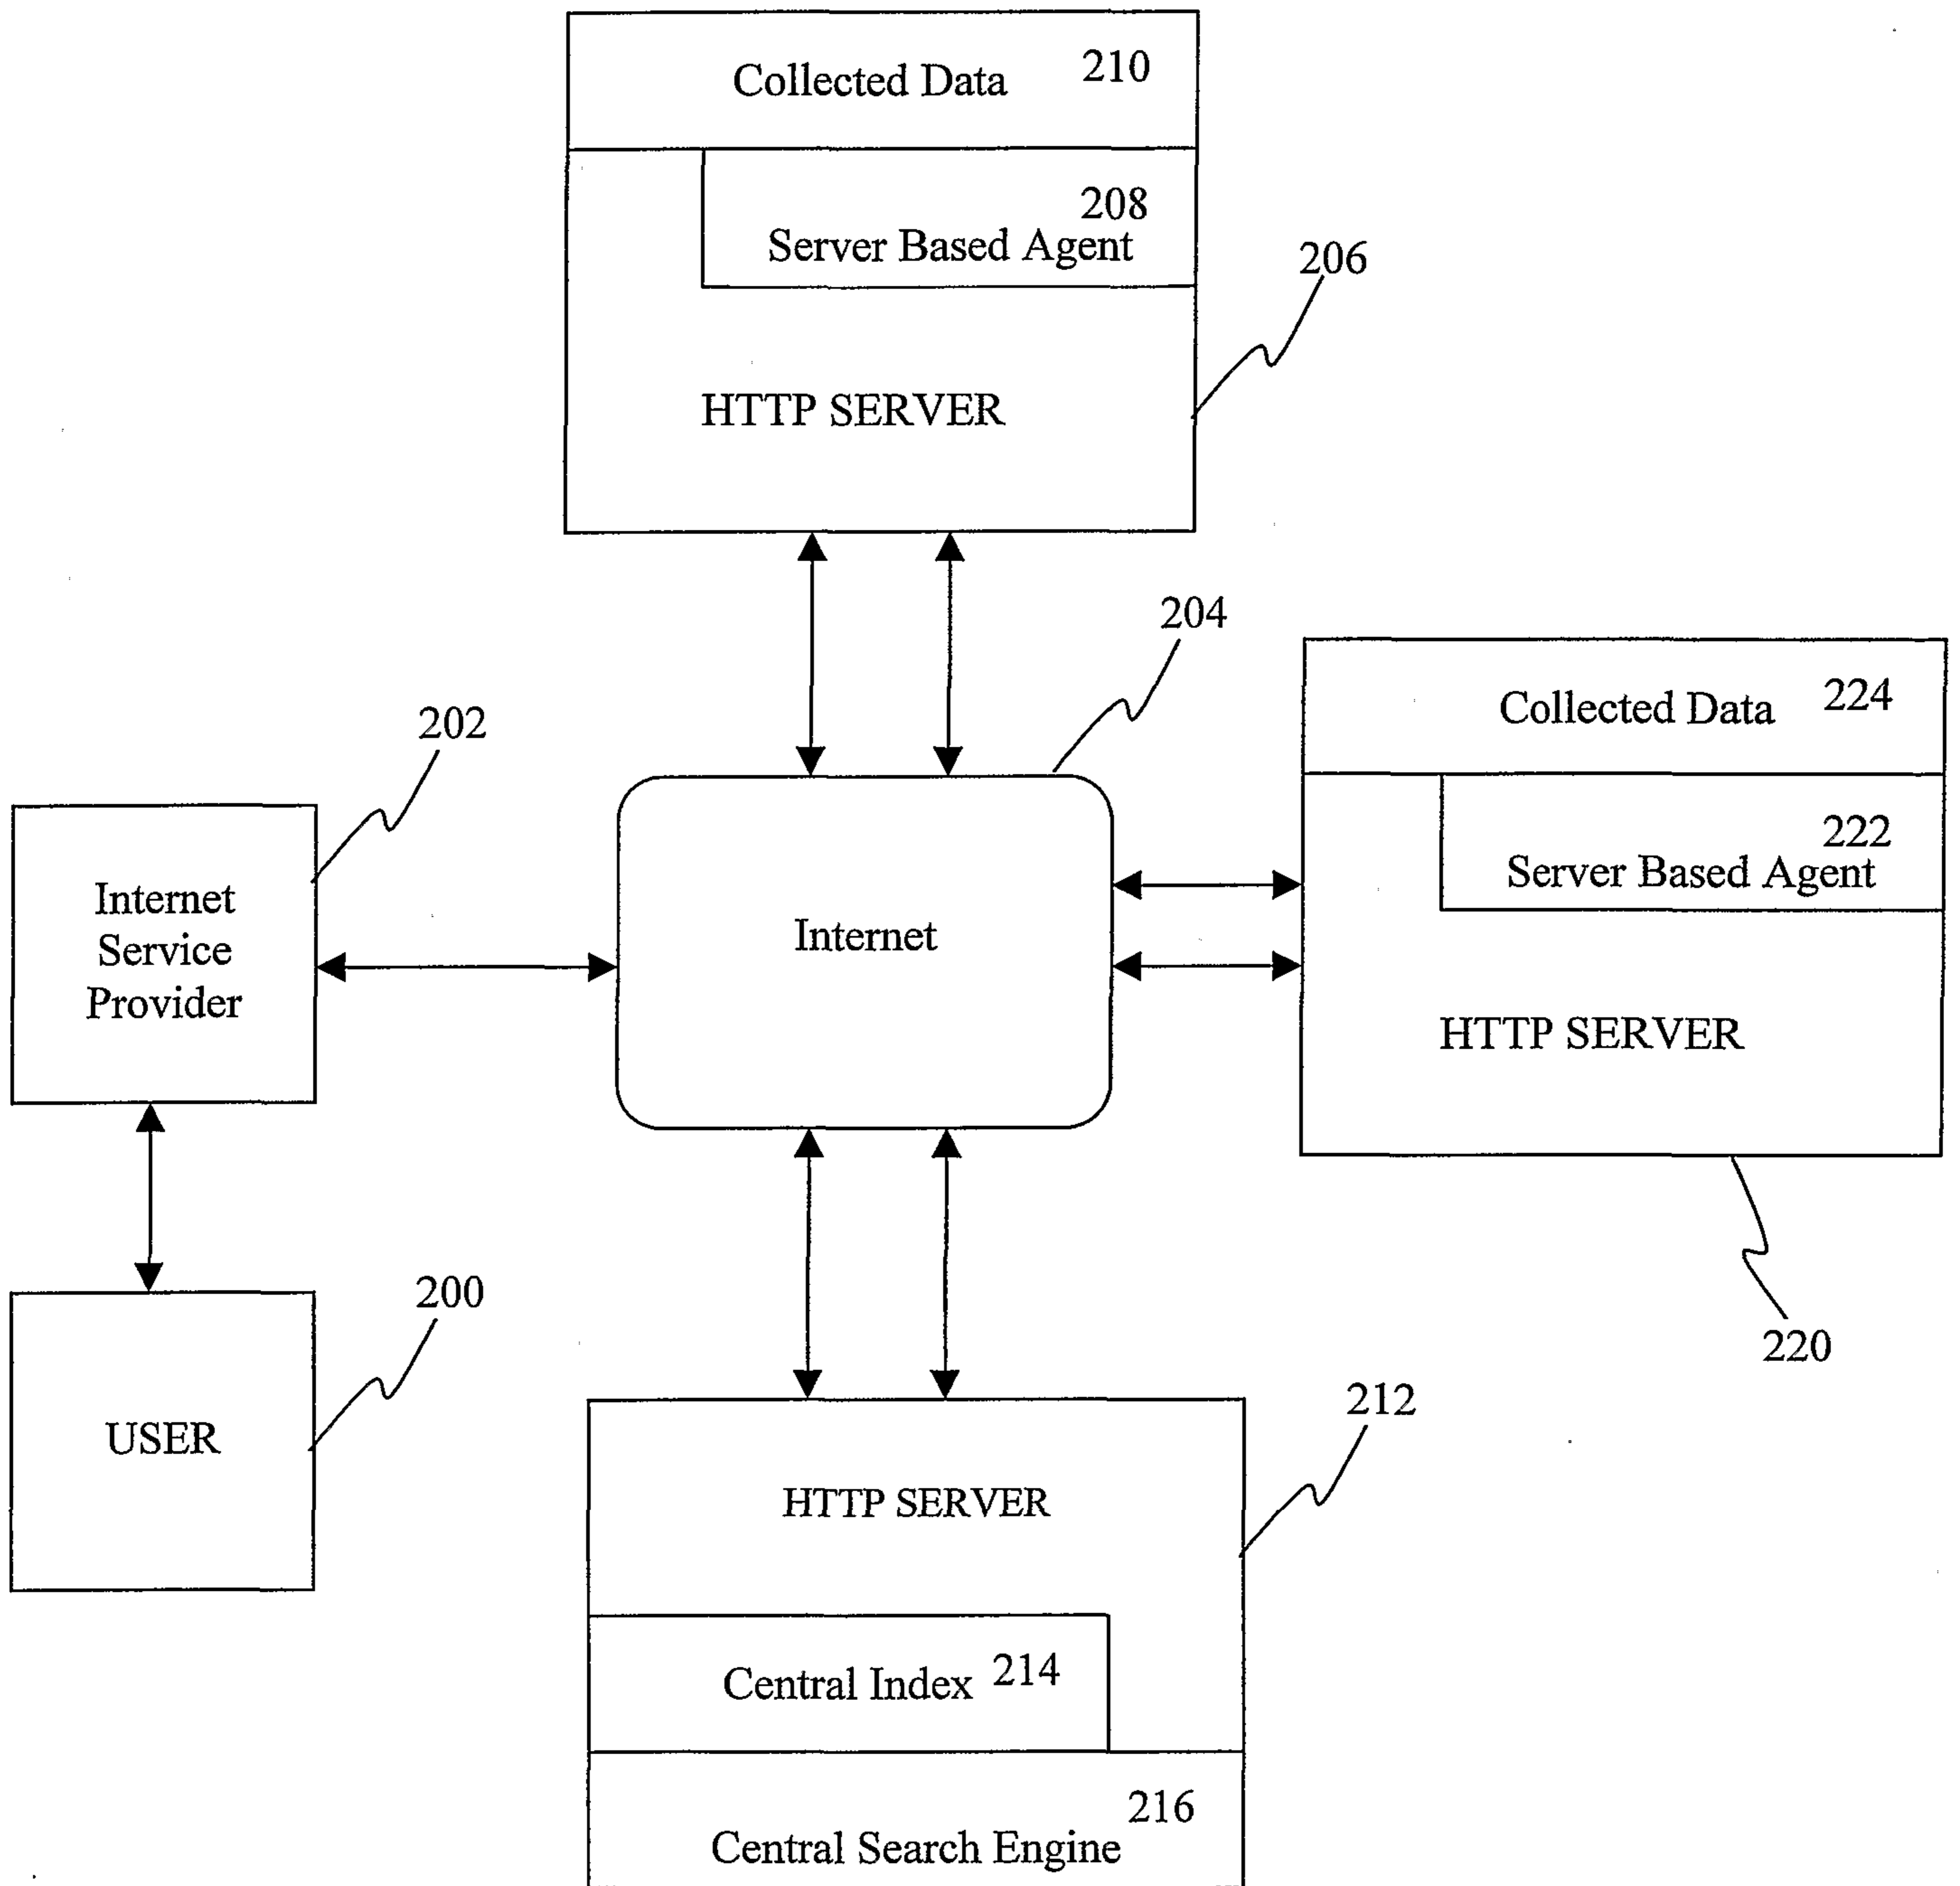 Collected Data 210
208
Server Based Agent
206
HTTP SERVER
204
Collected Data 224
202
222
Server Based Agent
Internet
Service
Provider
Internet
HTTP SERVER
200
220
USER
212
HTTP SERVER
Central Index 214
216
Central Search Engine